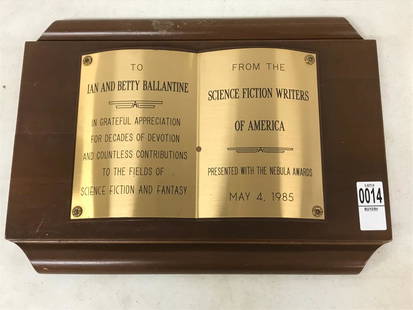 TO
IAN AND BETTY BALLANTINE
IN GRATEFUL APPRECIATION
FOR DECADES OF DEVOTION
AND COUNTLESS CONTRIBUTIONS
TO THE FIELDS OF
SCIENCE FICTION AND FANTASY
FROM THE
SCIENCE FICTION WRITERS
OF AMERICA
PRESENTED WITH THE NEBULA AWARDS
MAY 4, 1985
0014